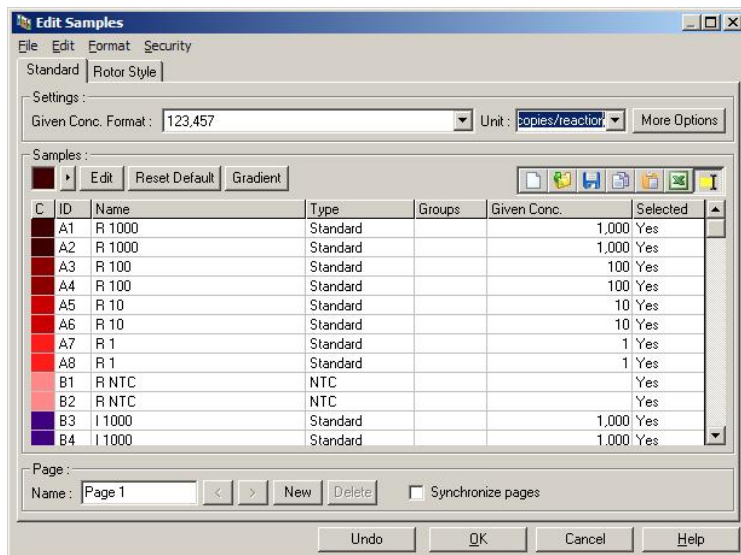 Edit Samples
File Edit Format Security
Standard Rotor Style
Settings :
Given Conc. Format : 123,457 Unit : copies/reaction More Options
Samples :
Edit Reset Default Gradient
C ID Name Type Groups Given Conc. Selected
A1 R 1000 Standard 1,000 Yes
A2 R 1000 Standard 1,000 Yes
A3 R 100 Standard 100 Yes
A4 R 100 Standard 100 Yes
A5 R 10 Standard 10 Yes
A6 R 10 Standard 10 Yes
A7 R 1 Standard 1 Yes
A8 R 1 Standard 1 Yes
B1 R NTC NTC Yes
B2 R NTC NTC Yes
B3 I 1000 Standard 1,000 Yes
B4 I 1000 Standard 1,000 Yes
Page :
Name : Page 1 < > New Delete Synchronize pages
Undo OK Cancel Help